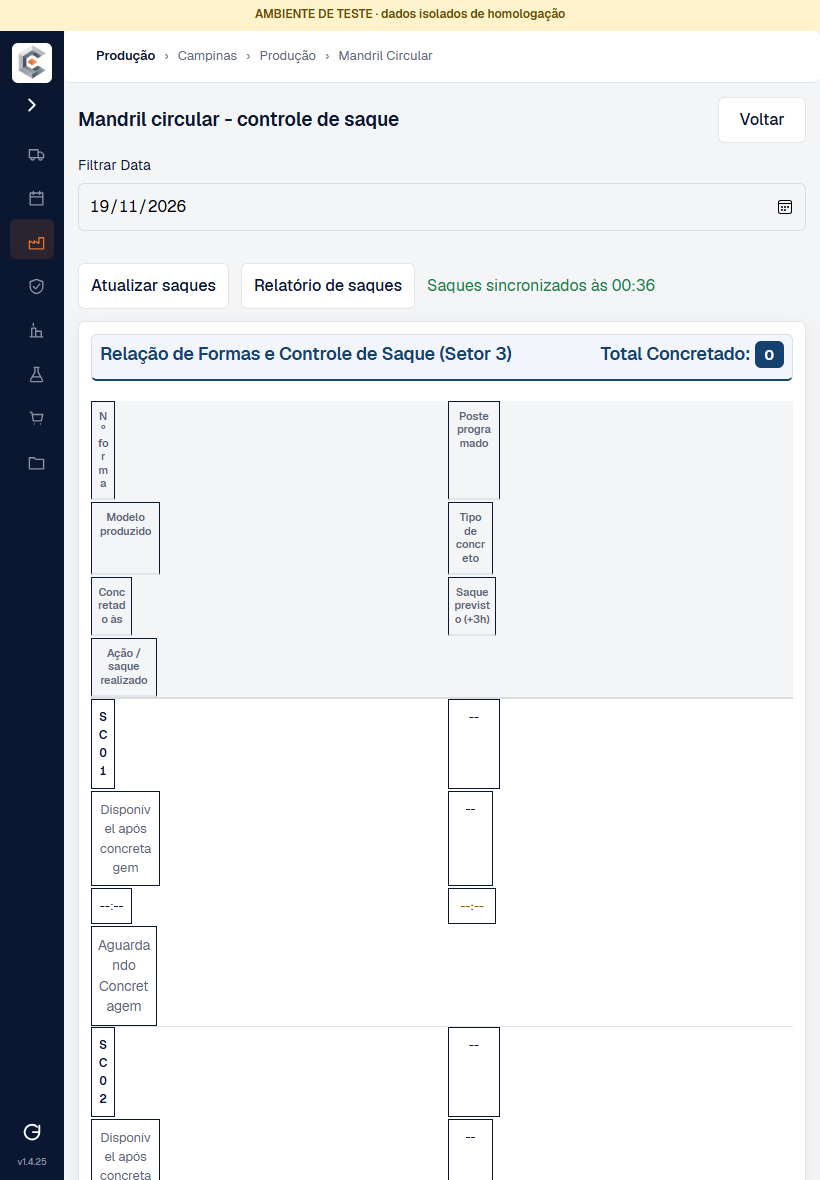 AMBIENTE DE TESTE · dados isolados de homologação
Produção › Campinas › Produção › Mandril Circular
Mandril circular - controle de saque
Voltar
Filtrar Data
19/11/2026
Atualizar saques
Relatório de saques
Saques sincronizados às 00:36
Relação de Formas e Controle de Saque (Setor 3)
Total Concretado: 0
N
º
fo
r
m
a
Poste
progra
mado
Modelo
produzido
Tipo
de
concr
eto
Conc
retad
o às
Saque
previst
o (+3h)
Ação /
saque
realizado
S
C
0
1
--
Disponív
el após
concreta
gem
--
--:--
--:--
Aguarda
ndo
Concret
agem
S
C
0
2
--
Disponív
el após
concreta
--
v1.4.25